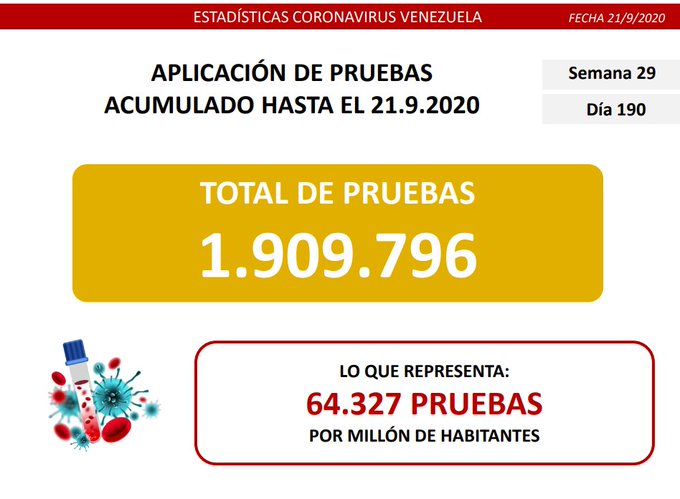 ESTADÍSTICAS CORONAVIRUS VENEZUELA
FECHA 21/9/2020
APLICACIÓN DE PRUEBAS
ACUMULADO HASTA EL 21.9.2020
Semana 29
Día 190
TOTAL DE PRUEBAS
1.909.796
LO QUE REPRESENTA:
64.327 PRUEBAS
POR MILLÓN DE HABITANTES